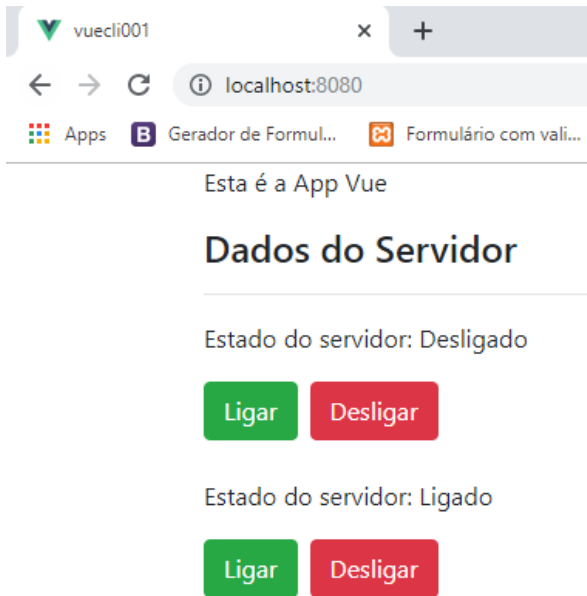 vuecli001
localhost:8080
Apps B Gerador de Formul... Formulário com vali...
Esta é a App Vue
Dados do Servidor
Estado do servidor: Desligado
Ligar Desligar
Estado do servidor: Ligado
Ligar Desligar